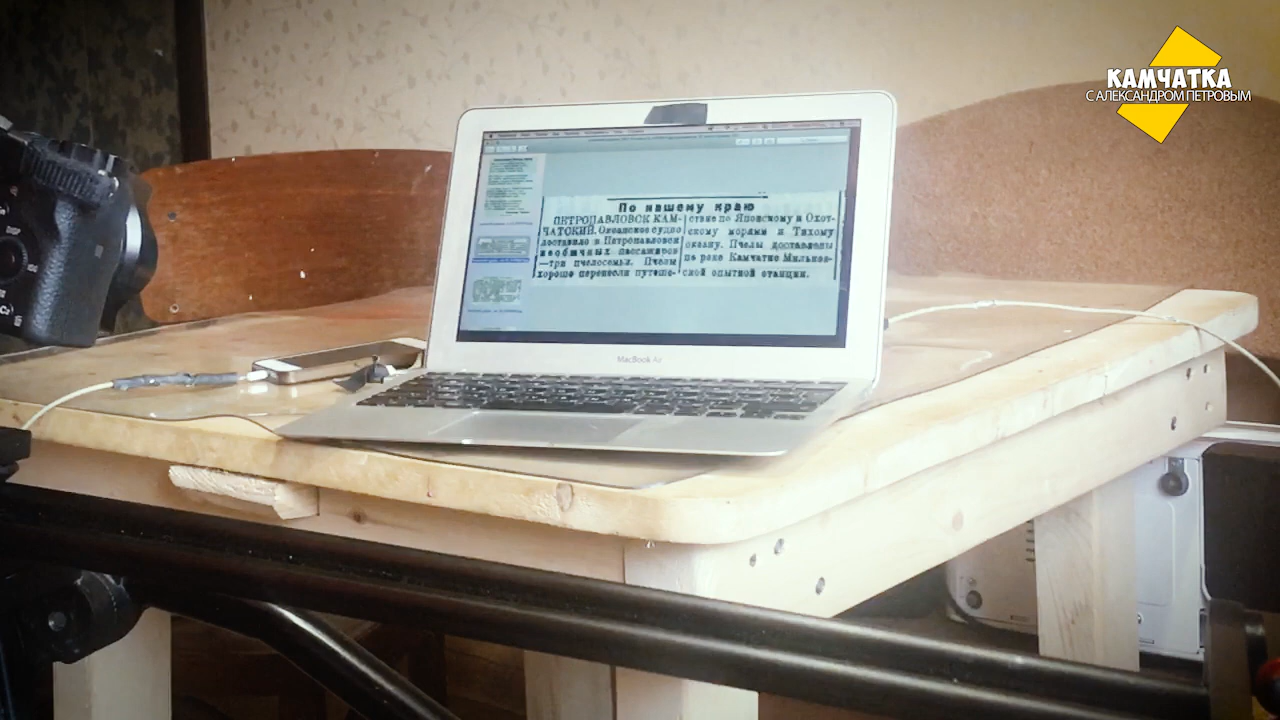 КАМЧАТКА
С АЛЕКСАНДРОМ ПЕТРОВЫМ
По нашему краю
ПЕТРОПАВЛОВСК КАМ-
ЧАТСКИЙ. Океанское судно
доставило в Петропавловск
необычных пассажиров
—три пчелосемьи. Пчелы
хорошо перенесли путеше-
ствие по Японскому и Охот-
скому морями и Тихому
океану. Пчелы доставлены
по реке Камчатке Мильков-
ской опытной станции.
MacBook Air